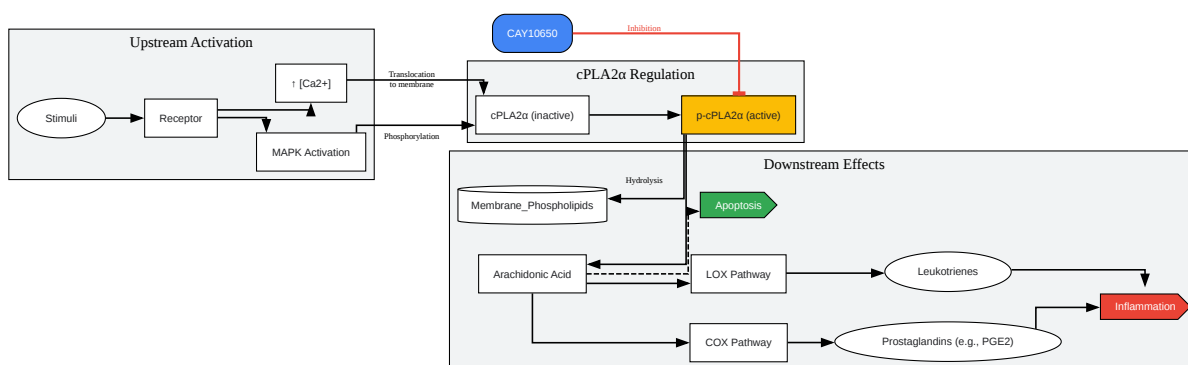 CAY10650
Inhibition
Upstream Activation
cPLA2α Regulation
↑ [Ca2+]
Translocation
to membrane
Stimuli
Receptor
cPLA2α (inactive)
p-cPLA2α (active)
Phosphorylation
MAPK Activation
Downstream Effects
Hydrolysis
Membrane_Phospholipids
Apoptosis
Arachidonic Acid
LOX Pathway
Leukotrienes
Inflammation
COX Pathway
Prostaglandins (e.g., PGE2)